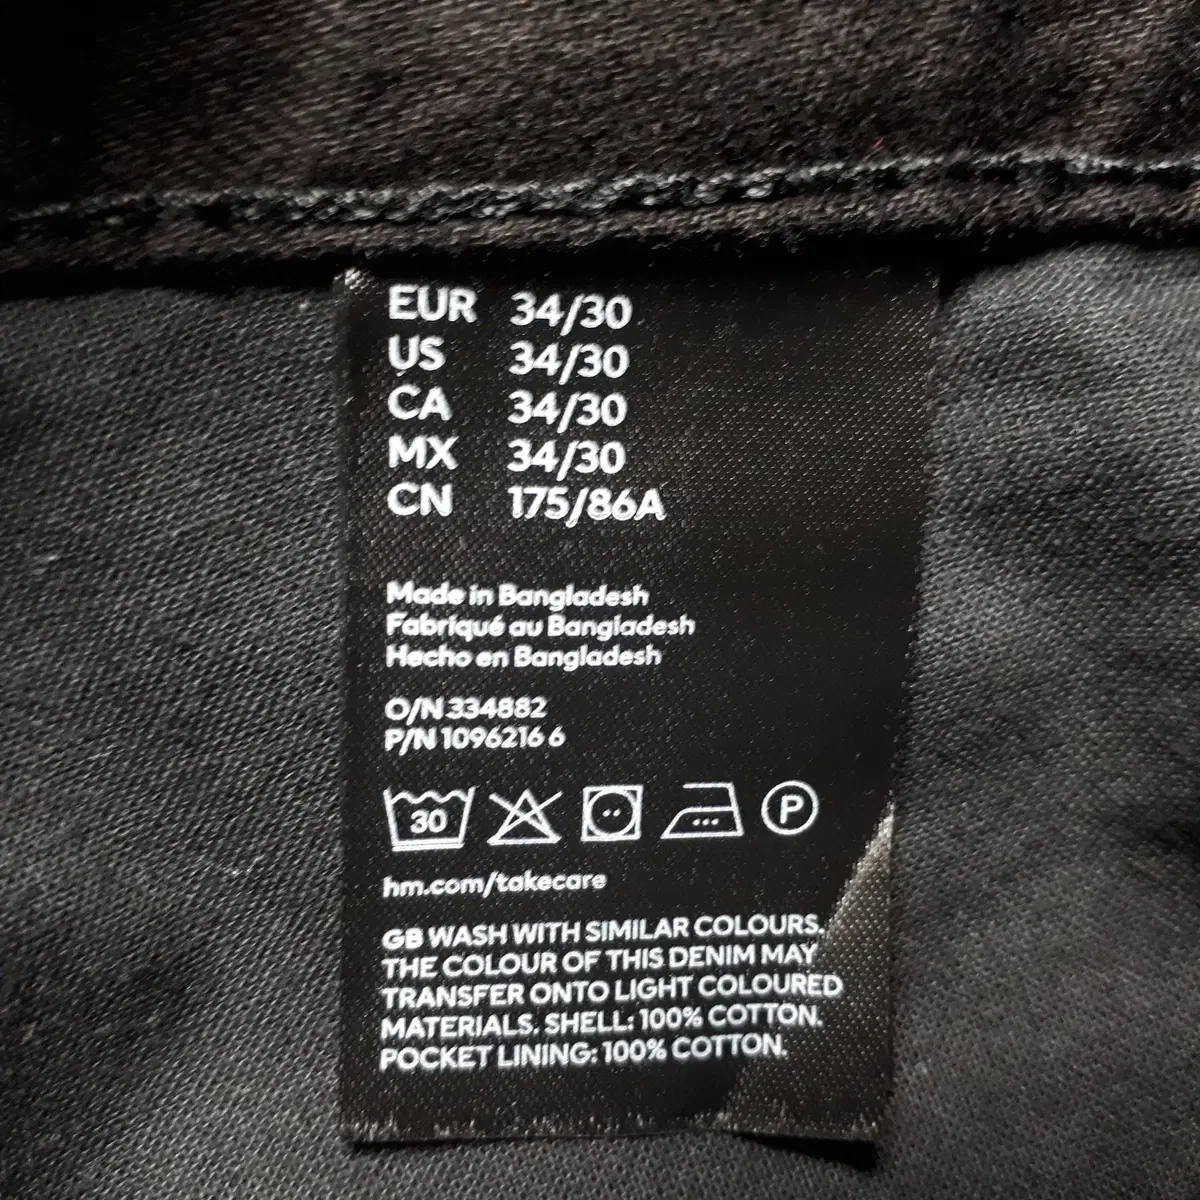 EUR 34/30
US 34/30
CA 34/30
MX 34/30
CN 175/86A
Made in Bangladesh
Fabriqué au Bangladesh
Hecho en Bangladesh
O/N 334882
P/N 1096216 6
30 P
hm.com/takecare
GB WASH WITH SIMILAR COLOURS.
THE COLOUR OF THIS DENIM MAY
TRANSFER ONTO LIGHT COLOURED
MATERIALS. SHELL: 100% COTTON.
POCKET LINING: 100% COTTON.